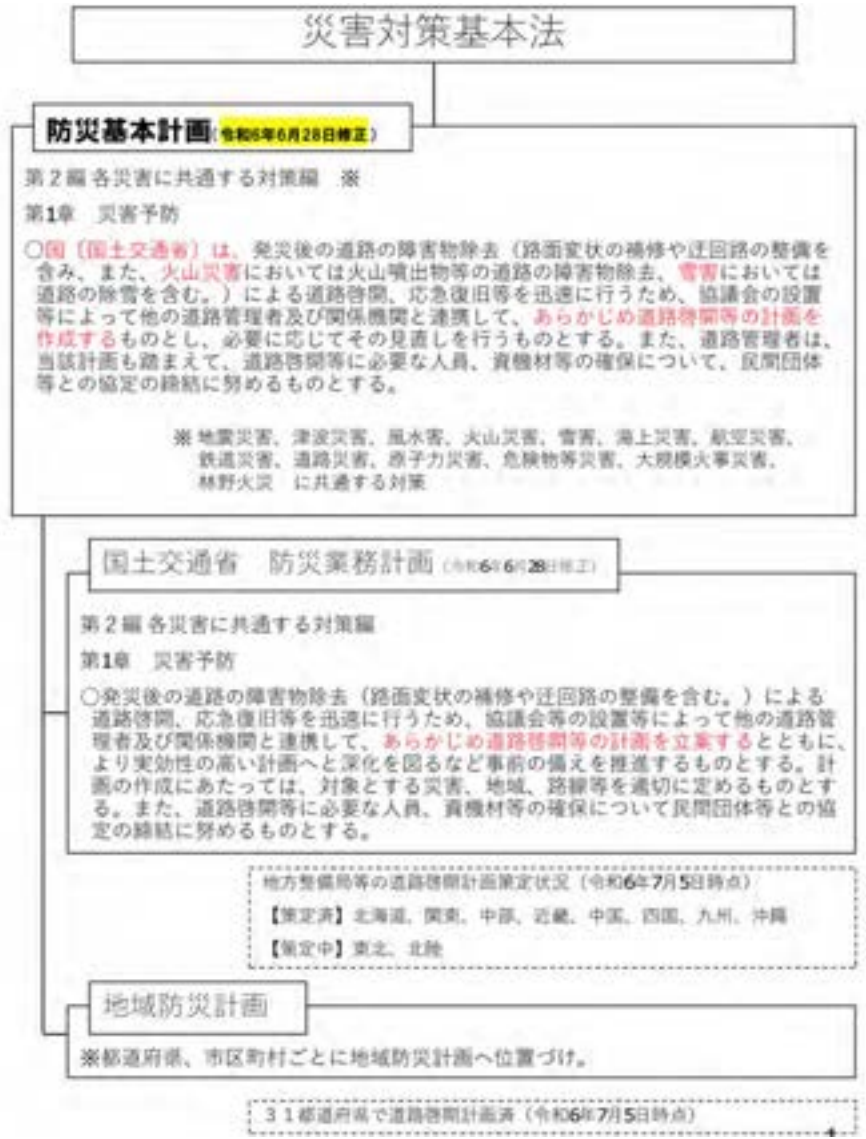 災害対策基本法
防災基本計画(令和6年6月28日修正)
第2編 各災害に共通する対策編　※
第1章　災害予防
○国〔国土交通省〕は、発災後の道路の障害物除去（路面変状の補修や迂回路の整備を
含み、また、火山災害においては火山噴出物等の道路の障害物除去、雪害においては
道路の除雪を含む。）による道路啓開、応急復旧等を迅速に行うため、協議会の設置
等によって他の道路管理者及び関係機関と連携して、あらかじめ道路啓開等の計画を
作成するものとし、必要に応じてその見直しを行うものとする。また、道路管理者は、
当該計画も踏まえて、道路啓開等に必要な人員、資機材等の確保について、民間団体
等との協定の締結に努めるものとする。
※ 地震災害、津波災害、風水害、火山災害、雪害、海上災害、航空災害、
鉄道災害、道路災害、原子力災害、危険物等災害、大規模火事災害、
林野火災　に共通する対策
国土交通省　防災業務計画（令和6年6月28日修正）
第2編 各災害に共通する対策編
第1章　災害予防
○発災後の道路の障害物除去（路面変状の補修や迂回路の整備を含む。）による
道路啓開、応急復旧等を迅速に行うため、協議会等の設置等によって他の道路管
理者及び関係機関と連携して、あらかじめ道路啓開等の計画を立案するとともに、
より実効性の高い計画へと深化を図るなど事前の備えを推進するものとする。計
画の作成にあたっては、対象とする災害、地域、路線等を適切に定めるものとす
る。また、道路啓開等に必要な人員、資機材等の確保について民間団体等との協
定の締結に努めるものとする。
地方整備局等の道路啓開計画策定状況（令和6年7月5日時点）
【策定済】北海道、関東、中部、近畿、中国、四国、九州、沖縄
【策定中】東北、北陸
地域防災計画
※都道府県、市区町村ごとに地域防災計画へ位置づけ。
31都道府県で道路啓開計画済（令和6年7月5日時点）